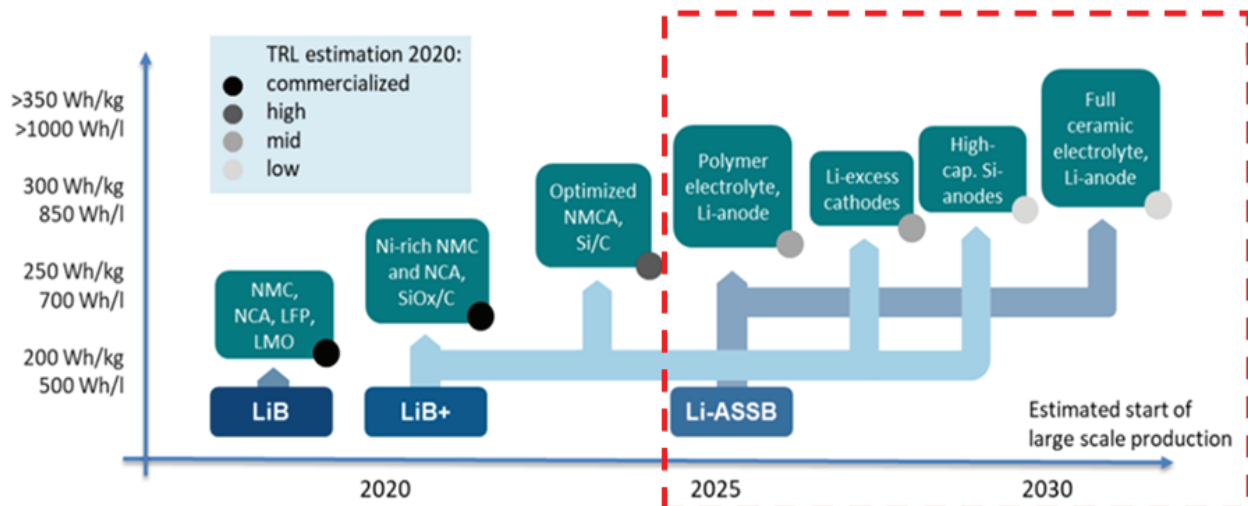 TRL estimation 2020:
commercialized
high
mid
low
>350 Wh/kg
>1000 Wh/l
300 Wh/kg
850 Wh/l
250 Wh/kg
700 Wh/l
200 Wh/kg
500 Wh/l
NMC,
NCA, LFP,
LMO
Ni-rich NMC
and NCA,
SiOx/C
Optimized
NMCA,
Si/C
Polymer
electrolyte,
Li-anode
Li-excess
cathodes
High-
cap. Si-
anodes
Full
ceramic
electrolyte,
Li-anode
LiB
LiB+
Li-ASSB
Estimated start of
large scale production
2020
2025
2030